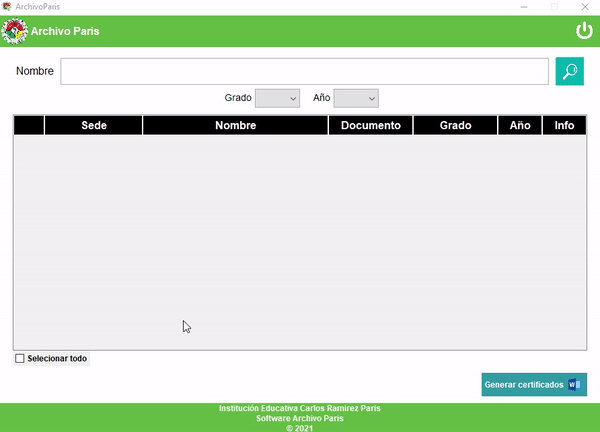 ArchivoParis
Archivo Paris
Nombre
Grado Año
Sede Nombre Documento Grado Año Info
Selecionar todo
Generar certificados
Institución Educativa Carlos Ramirez Paris
Software Archivo Paris
© 2021